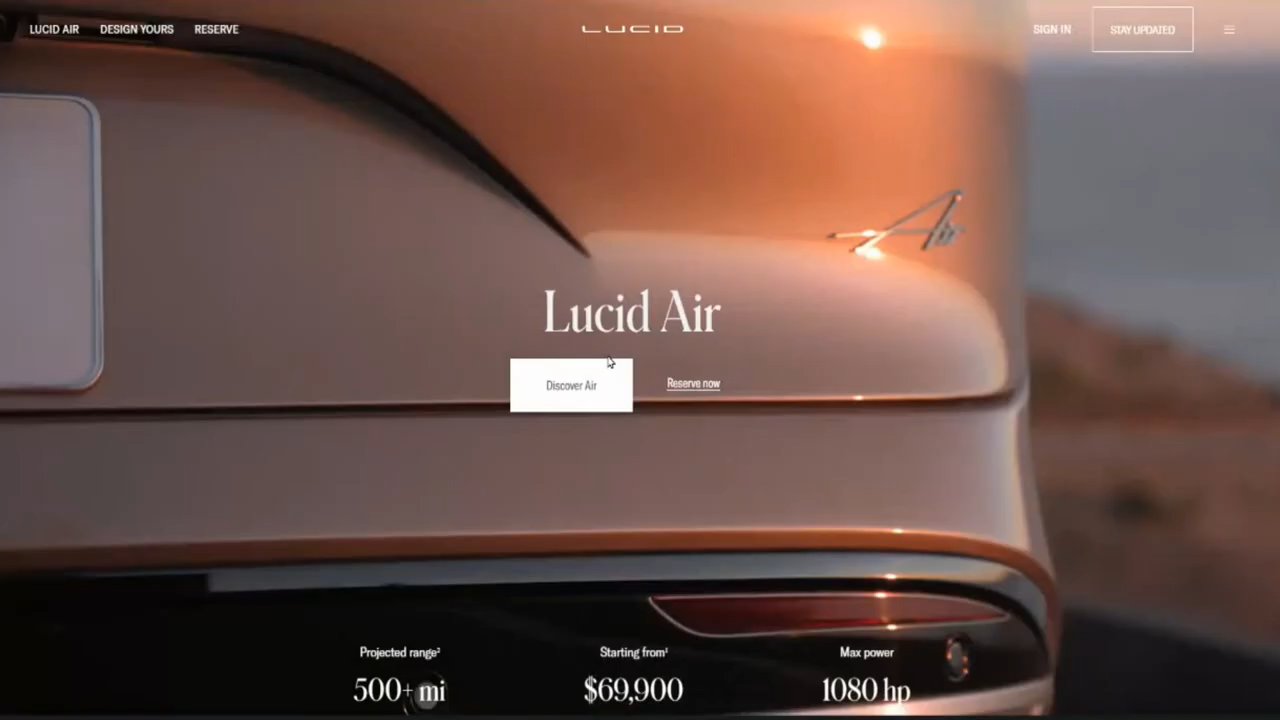 LUCID AIR DESIGN YOURS RESERVE LUCID SIGN IN STAY UPDATED
Air
Lucid Air
Discover Air Reserve now
Projected range² Starting from¹ Max power
500+ mi $69,900 1080 hp